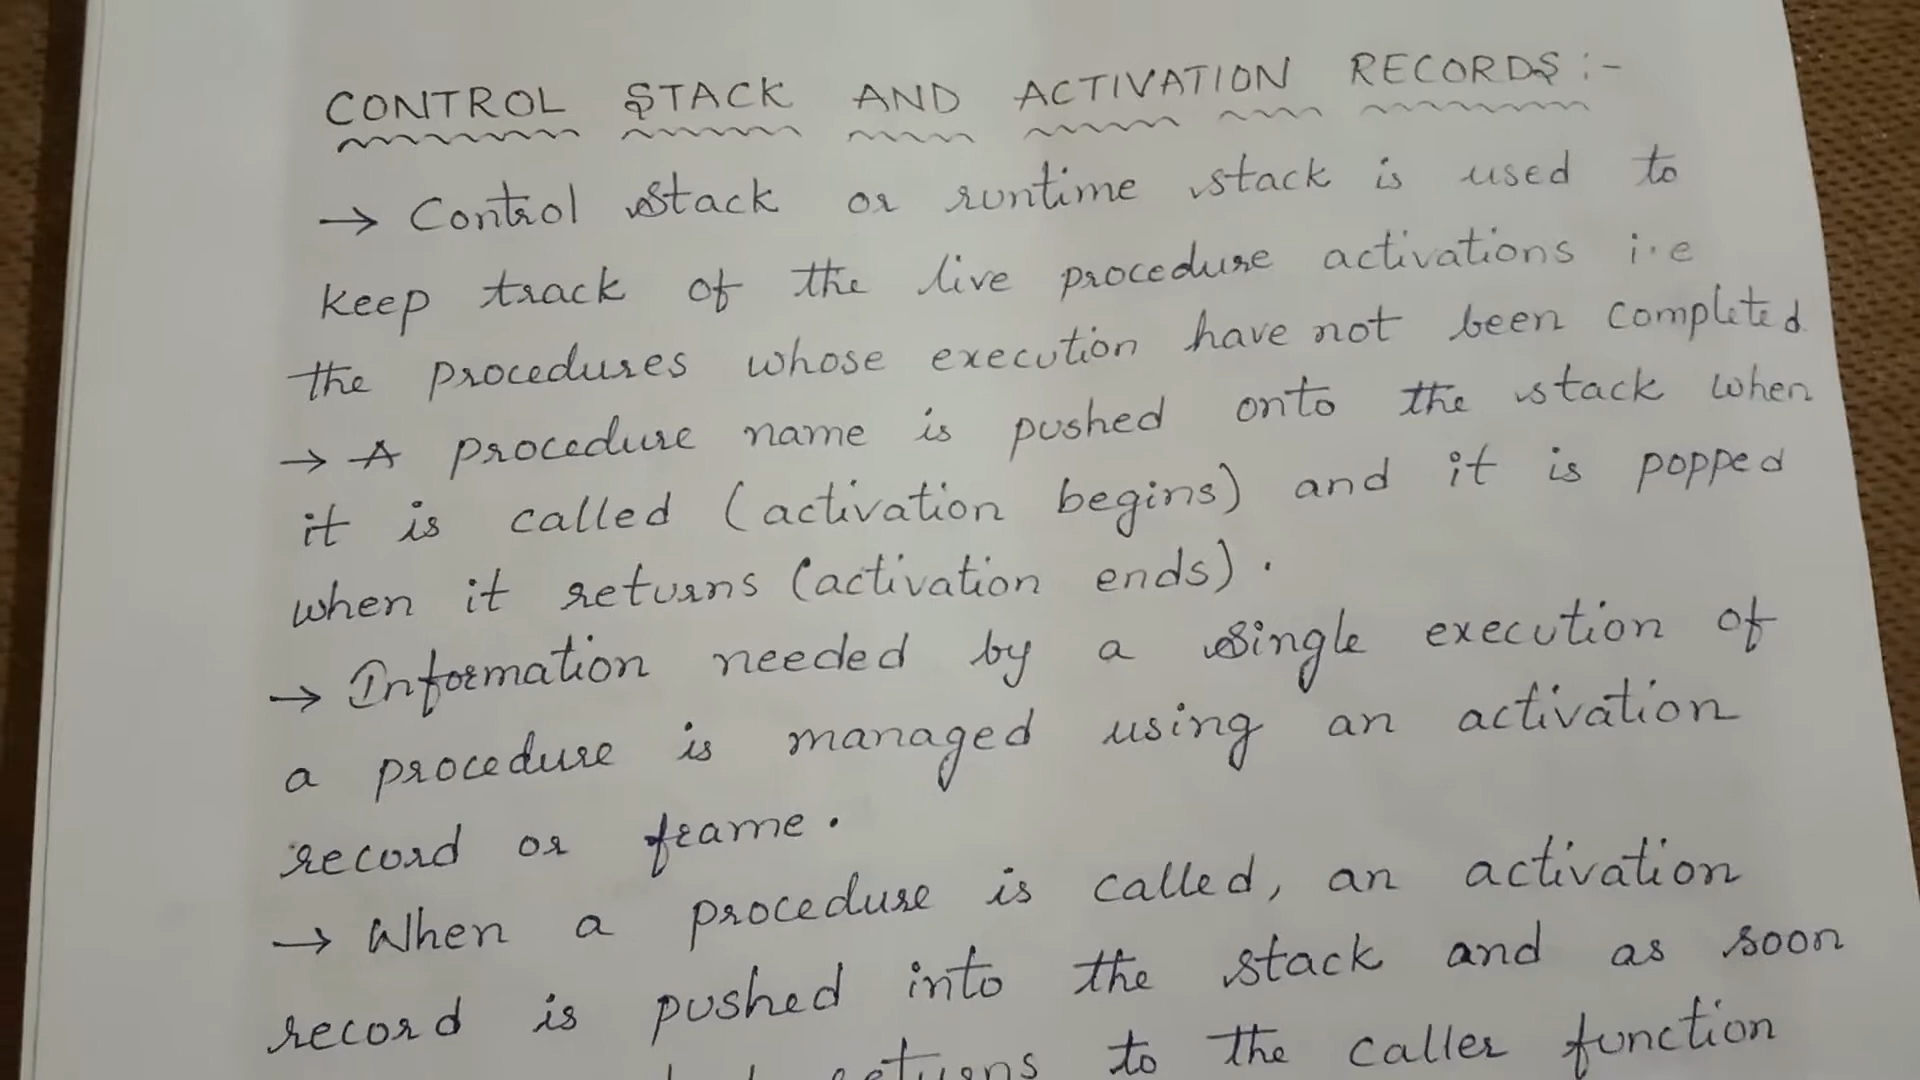 CONTROL STACK AND ACTIVATION RECORDS :-
→ Control stack or runtime stack is used to
keep track of the live procedure activations i.e
the procedures whose execution have not been completed
→ A procedure name is pushed onto the stack when
it is called (activation begins) and it is popped
when it returns (activation ends).
→ Information needed by a single execution of
a procedure is managed using an activation
record or frame.
→ When a procedure is called, an activation
record is pushed into the stack and as soon
returns to the caller function